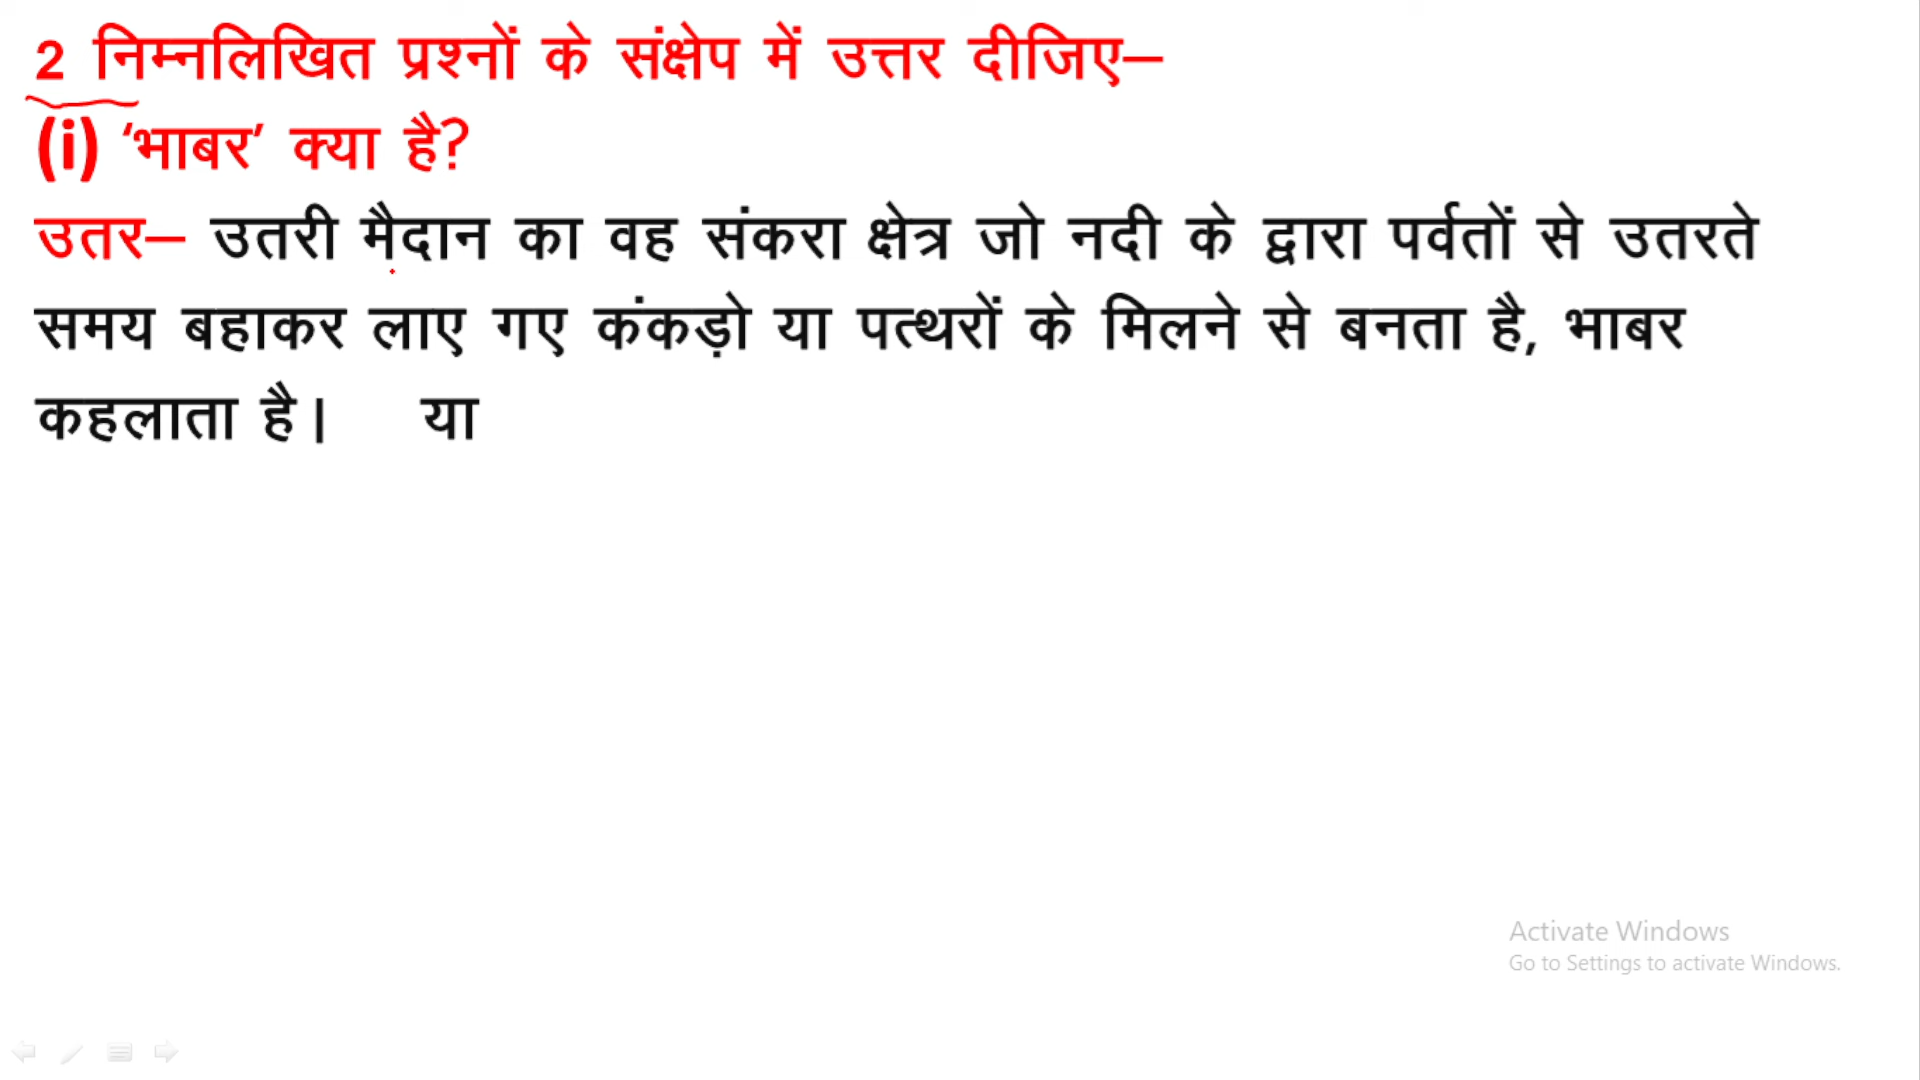 2 निम्नलिखित प्रश्नों के संक्षेप में उत्तर दीजिए–
(i) ‘भाबर’ क्या है?
उतर– उतरी मैदान का वह संकरा क्षेत्र जो नदी के द्वारा पर्वतों से उतरते
समय बहाकर लाए गए कंकड़ो या पत्थरों के मिलने से बनता है, भाबर
कहलाता है। या
Activate Windows
Go to Settings to activate Windows.